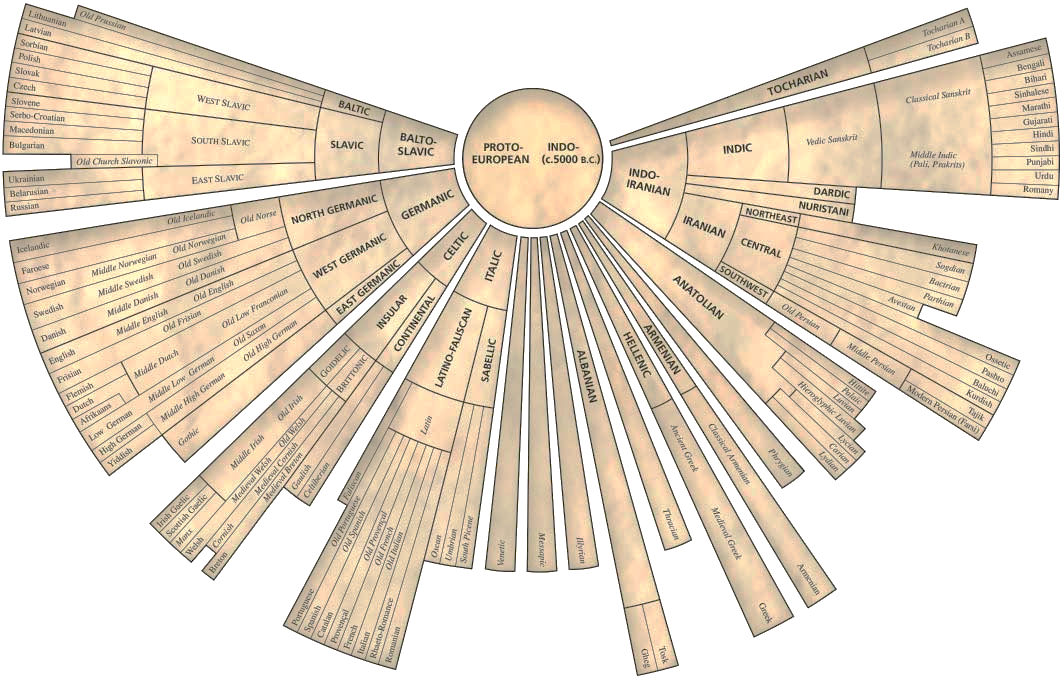 PROTO- INDO-
EUROPEAN (c.5000 B.C.)
BALTO-
SLAVIC
BALTIC
SLAVIC
WEST SLAVIC
SOUTH SLAVIC
EAST SLAVIC
Old Prussian
Lithuanian
Latvian
Sorbian
Polish
Slovak
Czech
Slovene
Serbo-Croatian
Macedonian
Bulgarian
Old Church Slavonic
Ukrainian
Belarusian
Russian
GERMANIC
NORTH GERMANIC
WEST GERMANIC
EAST GERMANIC
Old Norse
Old Icelandic
Icelandic
Faroese
Old Norwegian
Middle Norwegian
Norwegian
Old Swedish
Middle Swedish
Swedish
Old Danish
Middle Danish
Danish
Old English
Middle English
English
Old Frisian
Frisian
Old Low Franconian
Middle Dutch
Flemish
Dutch
Afrikaans
Old Saxon
Middle Low German
Low German
Old High German
Middle High German
High German
Yiddish
Gothic
CELTIC
INSULAR
CONTINENTAL
GOIDELIC
BRITTONIC
Old Irish
Middle Irish
Irish Gaelic
Scottish Gaelic
Manx
Old Welsh
Medieval Welsh
Welsh
Medieval Cornish
Cornish
Medieval Breton
Breton
Gaulish
Celtiberian
ITALIC
LATINO-FALISCAN
SABELLIC
Latin
Faliscan
Old Portuguese
Old Spanish
Old Provençal
Old French
Old Italian
Portuguese
Spanish
Catalan
Provençal
French
Italian
Rhaeto-Romance
Romanian
Oscan
Umbrian
South Picene
Venetic
Messapic
Illyrian
ALBANIAN
Gheg
Tosk
Thracian
HELLENIC
Ancient Greek
Medieval Greek
Greek
ARMENIAN
Classical Armenian
Armenian
Phrygian
ANATOLIAN
Hittite
Palaic
Luvian
Hieroglyphic Luvian
Lycian
Carian
Lydian
INDO-
IRANIAN
IRANIAN
NORTHEAST
CENTRAL
SOUTHWEST
Khotanese
Sogdian
Bactrian
Parthian
Avestan
Ossetic
Pashto
Baluchi
Kurdish
Tajik
Old Persian
Middle Persian
Modern Persian (Farsi)
NURISTANI
DARDIC
INDIC
Vedic Sanskrit
Classical Sanskrit
Middle Indic
(Pali, Prakrits)
Assamese
Bengali
Bihari
Sinhalese
Marathi
Gujarati
Hindi
Sindhi
Punjabi
Urdu
Romany
TOCHARIAN
Tocharian A
Tocharian B